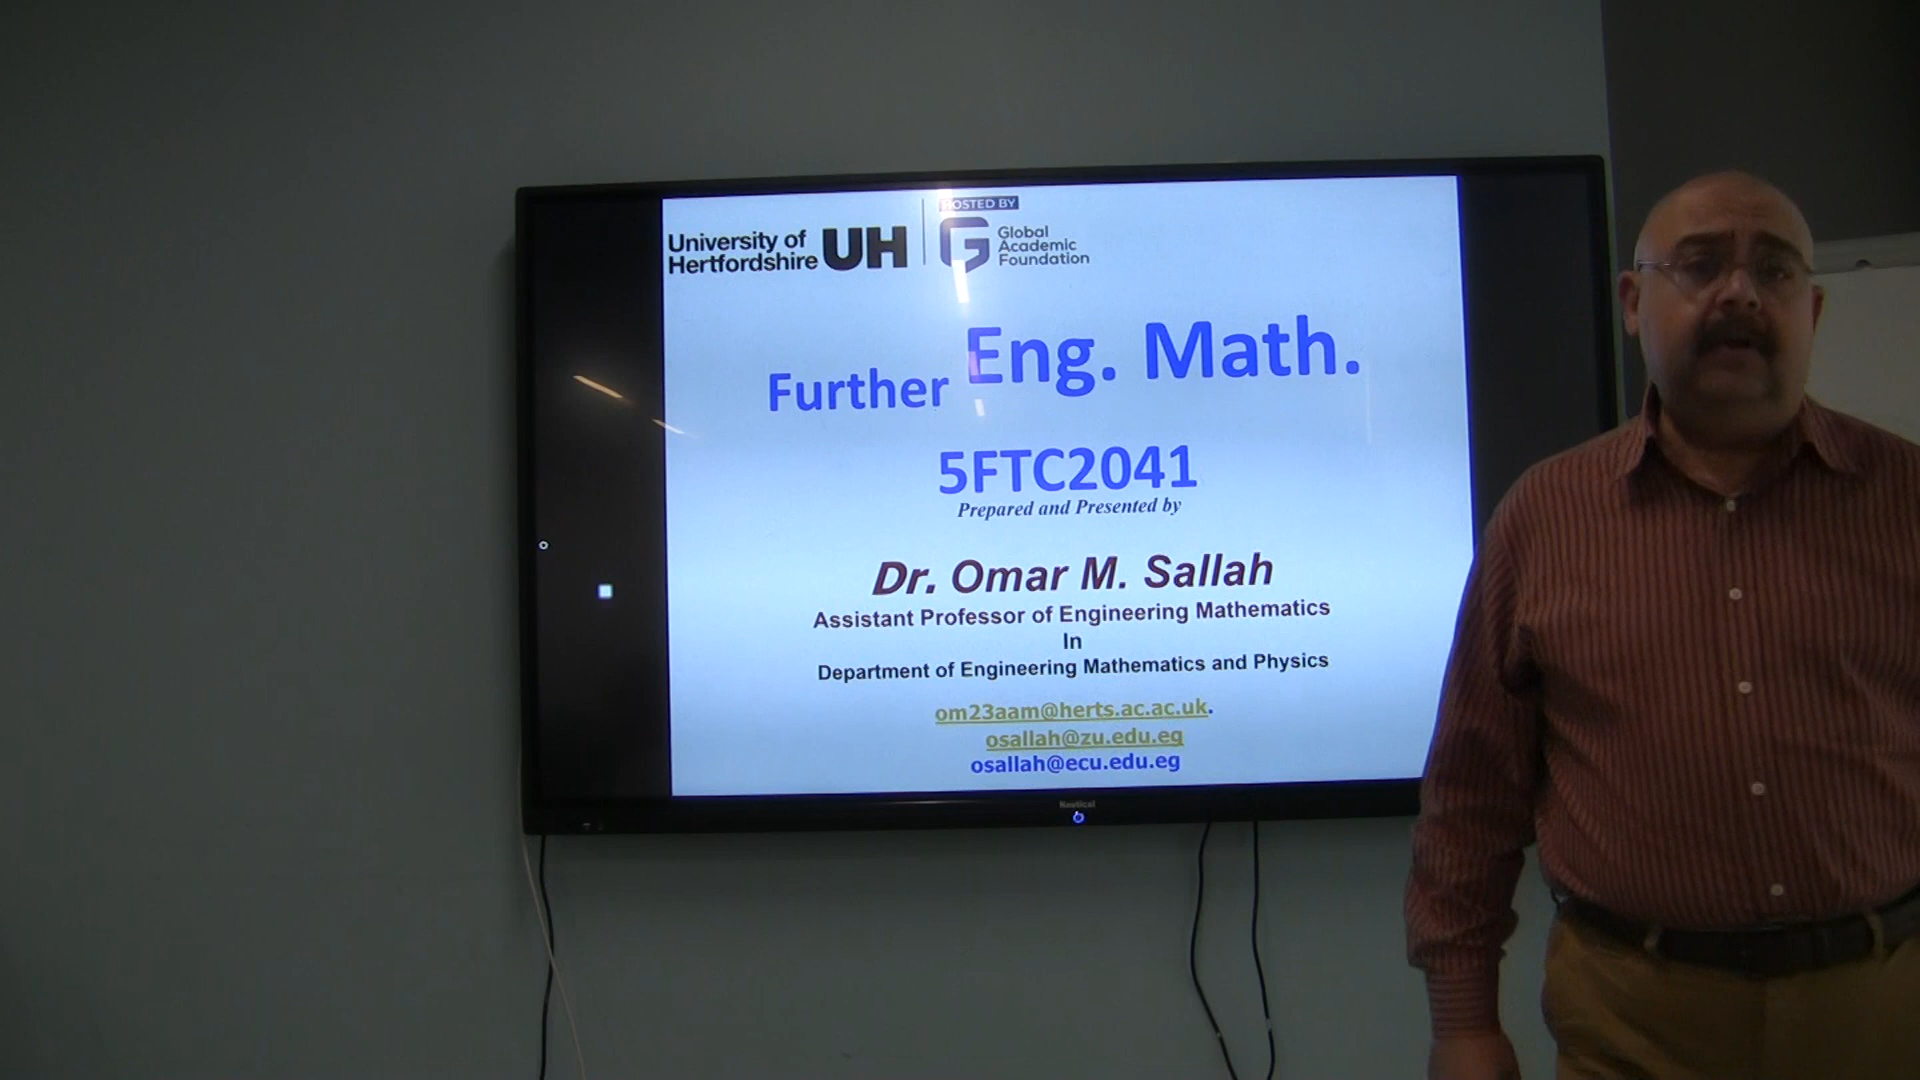 University of
Hertfordshire UH
HOSTED BY
Global
Academic
Foundation
Further Eng. Math.
5FTC2041
Prepared and Presented by
Dr. Omar M. Sallah
Assistant Professor of Engineering Mathematics
In
Department of Engineering Mathematics and Physics
om23aam@herts.ac.ac.uk.
osallah@zu.edu.eg
osallah@ecu.edu.eg
Nautical